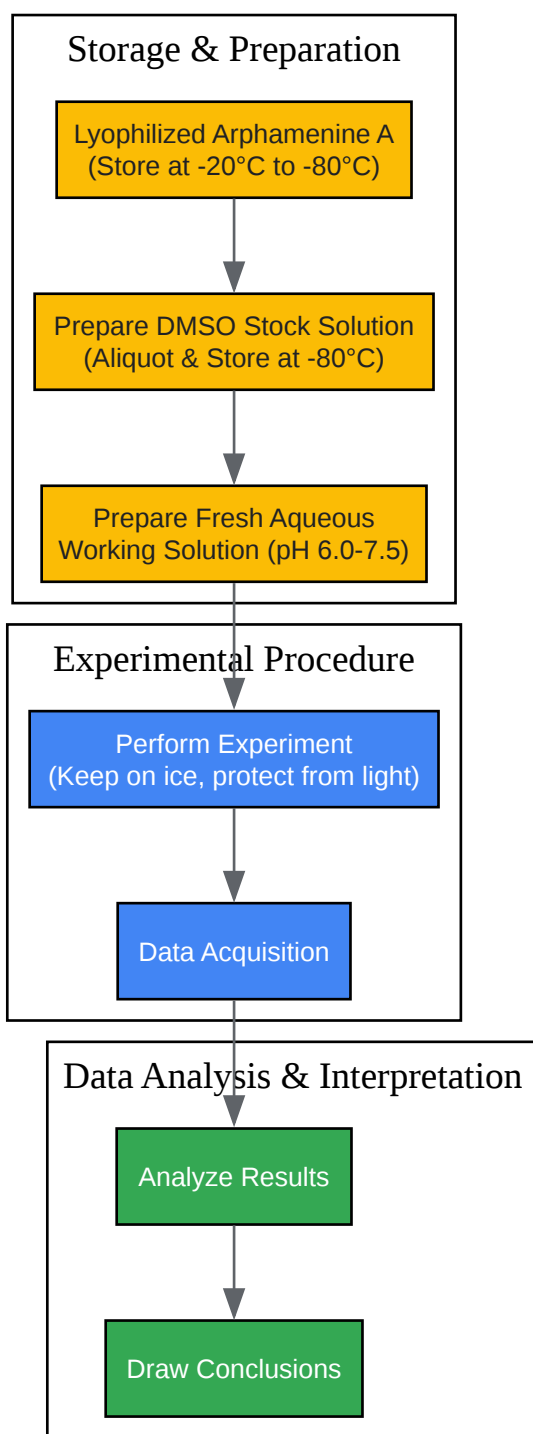 Storage & Preparation
Lyophilized Arphamenine A
(Store at -20°C to -80°C)
Prepare DMSO Stock Solution
(Aliquot & Store at -80°C)
Prepare Fresh Aqueous
Working Solution (pH 6.0-7.5)
Experimental Procedure
Perform Experiment
(Keep on ice, protect from light)
Data Acquisition
Data Analysis & Interpretation
Analyze Results
Draw Conclusions